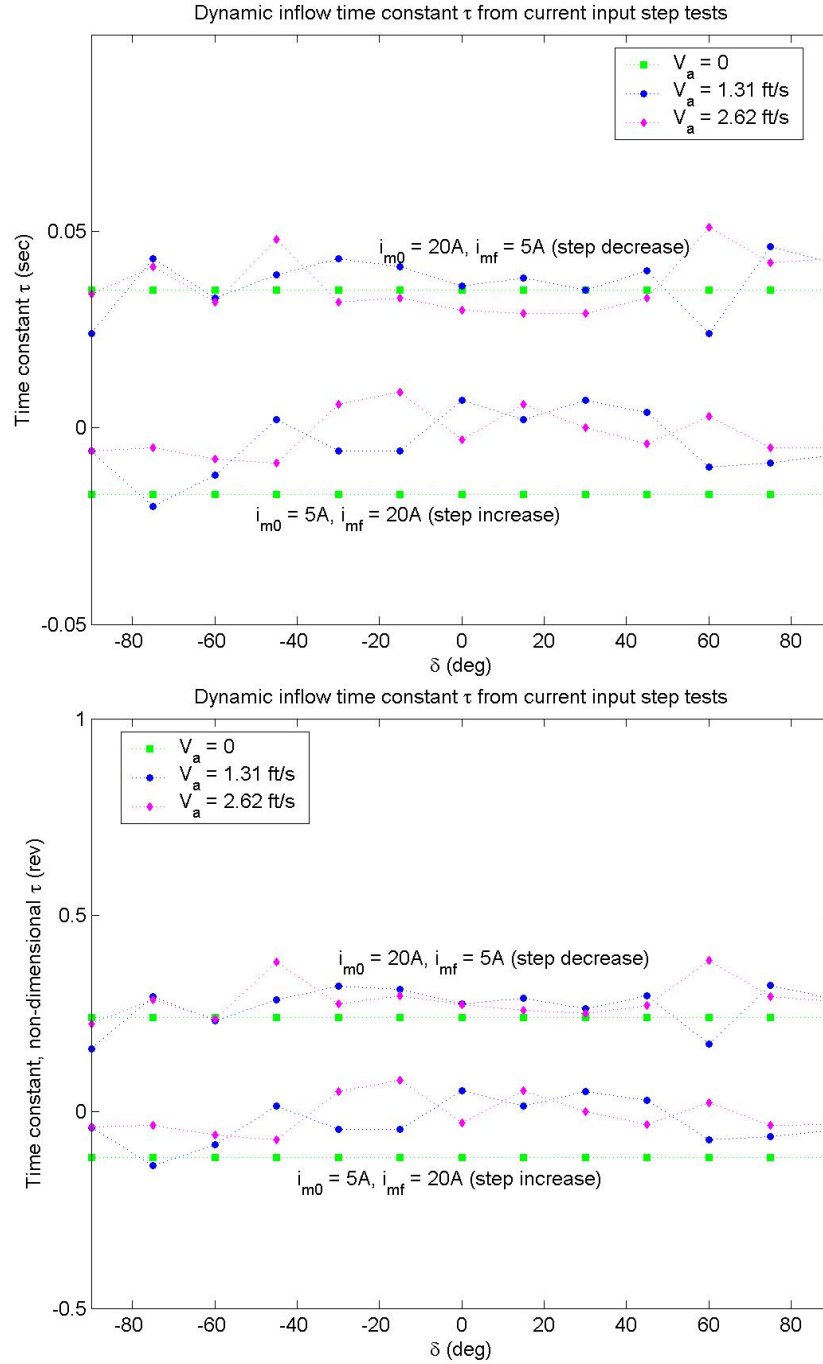 Dynamic inflow time constant τ from current input step tests
V_a = 0
V_a = 1.31 ft/s
V_a = 2.62 ft/s
0.05
i_m0 = 20A, i_mf = 5A (step decrease)
Time constant τ (sec)
0
i_m0 = 5A, i_mf = 20A (step increase)
-0.05
-80 -60 -40 -20 0 20 40 60 80
δ (deg)
Dynamic inflow time constant τ from current input step tests
1
V_a = 0
V_a = 1.31 ft/s
V_a = 2.62 ft/s
0.5
i_m0 = 20A, i_mf = 5A (step decrease)
Time constant, non-dimensional τ (rev)
0
i_m0 = 5A, i_mf = 20A (step increase)
-0.5
-80 -60 -40 -20 0 20 40 60 80
δ (deg)